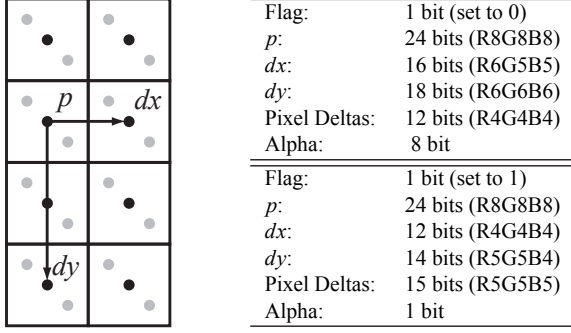 p dx
dy
Flag: 1 bit (set to 0)
p: 24 bits (R8G8B8)
dx: 16 bits (R6G5B5)
dy: 18 bits (R6G6B6)
Pixel Deltas: 12 bits (R4G4B4)
Alpha: 8 bit
Flag: 1 bit (set to 1)
p: 24 bits (R8G8B8)
dx: 12 bits (R4G4B4)
dy: 14 bits (R5G5B4)
Pixel Deltas: 15 bits (R5G5B5)
Alpha: 1 bit